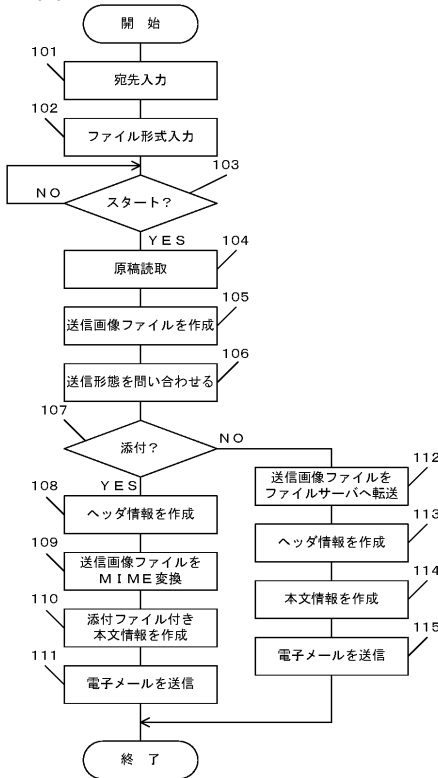 開 始
101
宛先入力
102
ファイル形式入力
103
NO
スタート?
YES
104
原稿読取
105
送信画像ファイルを作成
106
送信形態を問い合わせる
107
添付?
NO
YES
108
ヘッダ情報を作成
109
送信画像ファイルを
MIME変換
110
添付ファイル付き
本文情報を作成
111
電子メールを送信
112
送信画像ファイルを
ファイルサーバへ転送
113
ヘッダ情報を作成
114
本文情報を作成
115
電子メールを送信
終 了